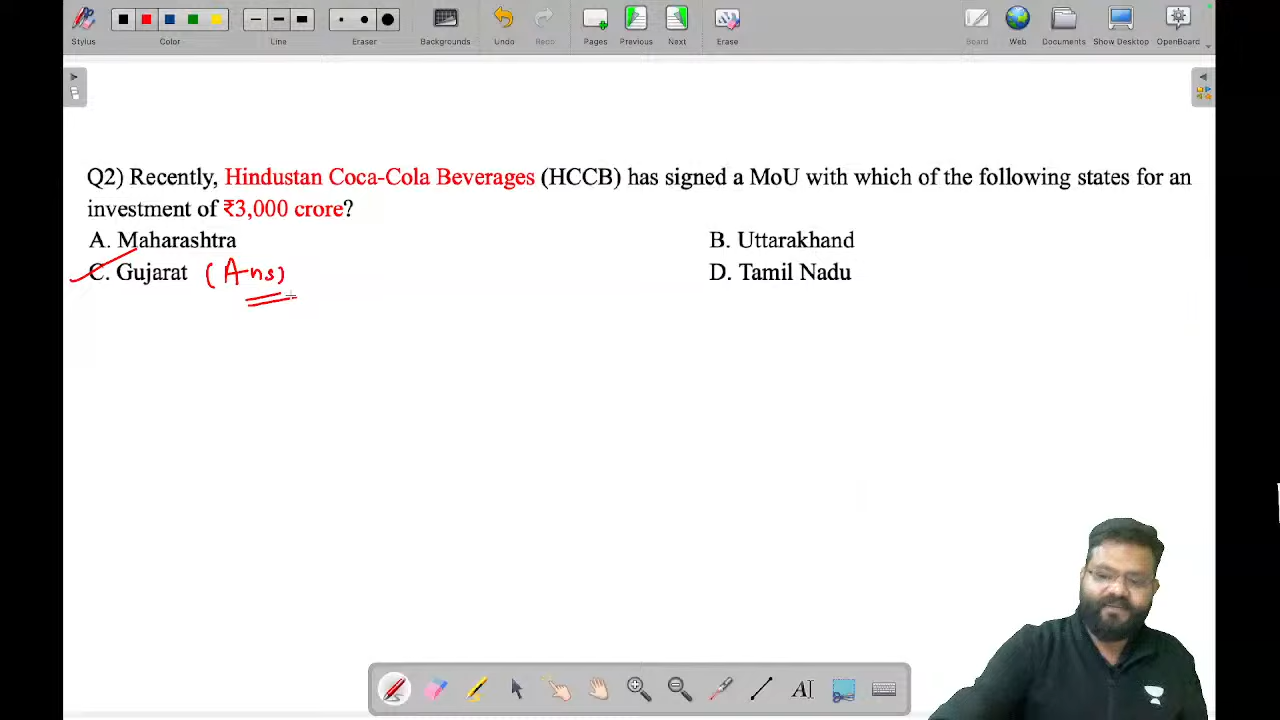 Stylus
Color
Line
Eraser
Backgrounds
Undo
Redo
Pages
Previous
Next
Erase
Board
Web
Documents
Show Desktop
OpenBoard
Q2) Recently, Hindustan Coca-Cola Beverages (HCCB) has signed a MoU with which of the following states for an
investment of ₹3,000 crore?
A. Maharashtra
B. Uttarakhand
C. Gujarat (Ans)
D. Tamil Nadu